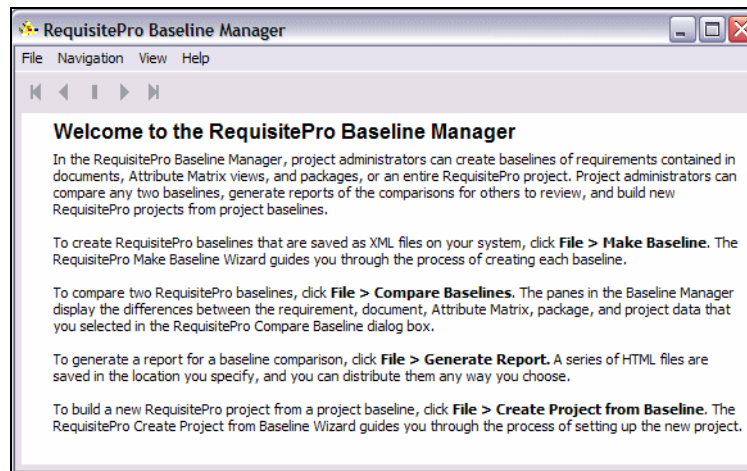 RequisitePro Baseline Manager
File Navigation View Help
Welcome to the RequisitePro Baseline Manager
In the RequisitePro Baseline Manager, project administrators can create baselines of requirements contained in
documents, Attribute Matrix views, and packages, or an entire RequisitePro project. Project administrators can
compare any two baselines, generate reports of the comparisons for others to review, and build new
RequisitePro projects from project baselines.
To create RequisitePro baselines that are saved as XML files on your system, click File > Make Baseline. The
RequisitePro Make Baseline Wizard guides you through the process of creating each baseline.
To compare two RequisitePro baselines, click File > Compare Baselines. The panes in the Baseline Manager
display the differences between the requirement, document, Attribute Matrix, package, and project data that
you selected in the RequisitePro Compare Baseline dialog box.
To generate a report for a baseline comparison, click File > Generate Report. A series of HTML files are
saved in the location you specify, and you can distribute them any way you choose.
To build a new RequisitePro project from a project baseline, click File > Create Project from Baseline. The
RequisitePro Create Project from Baseline Wizard guides you through the process of setting up the new project.